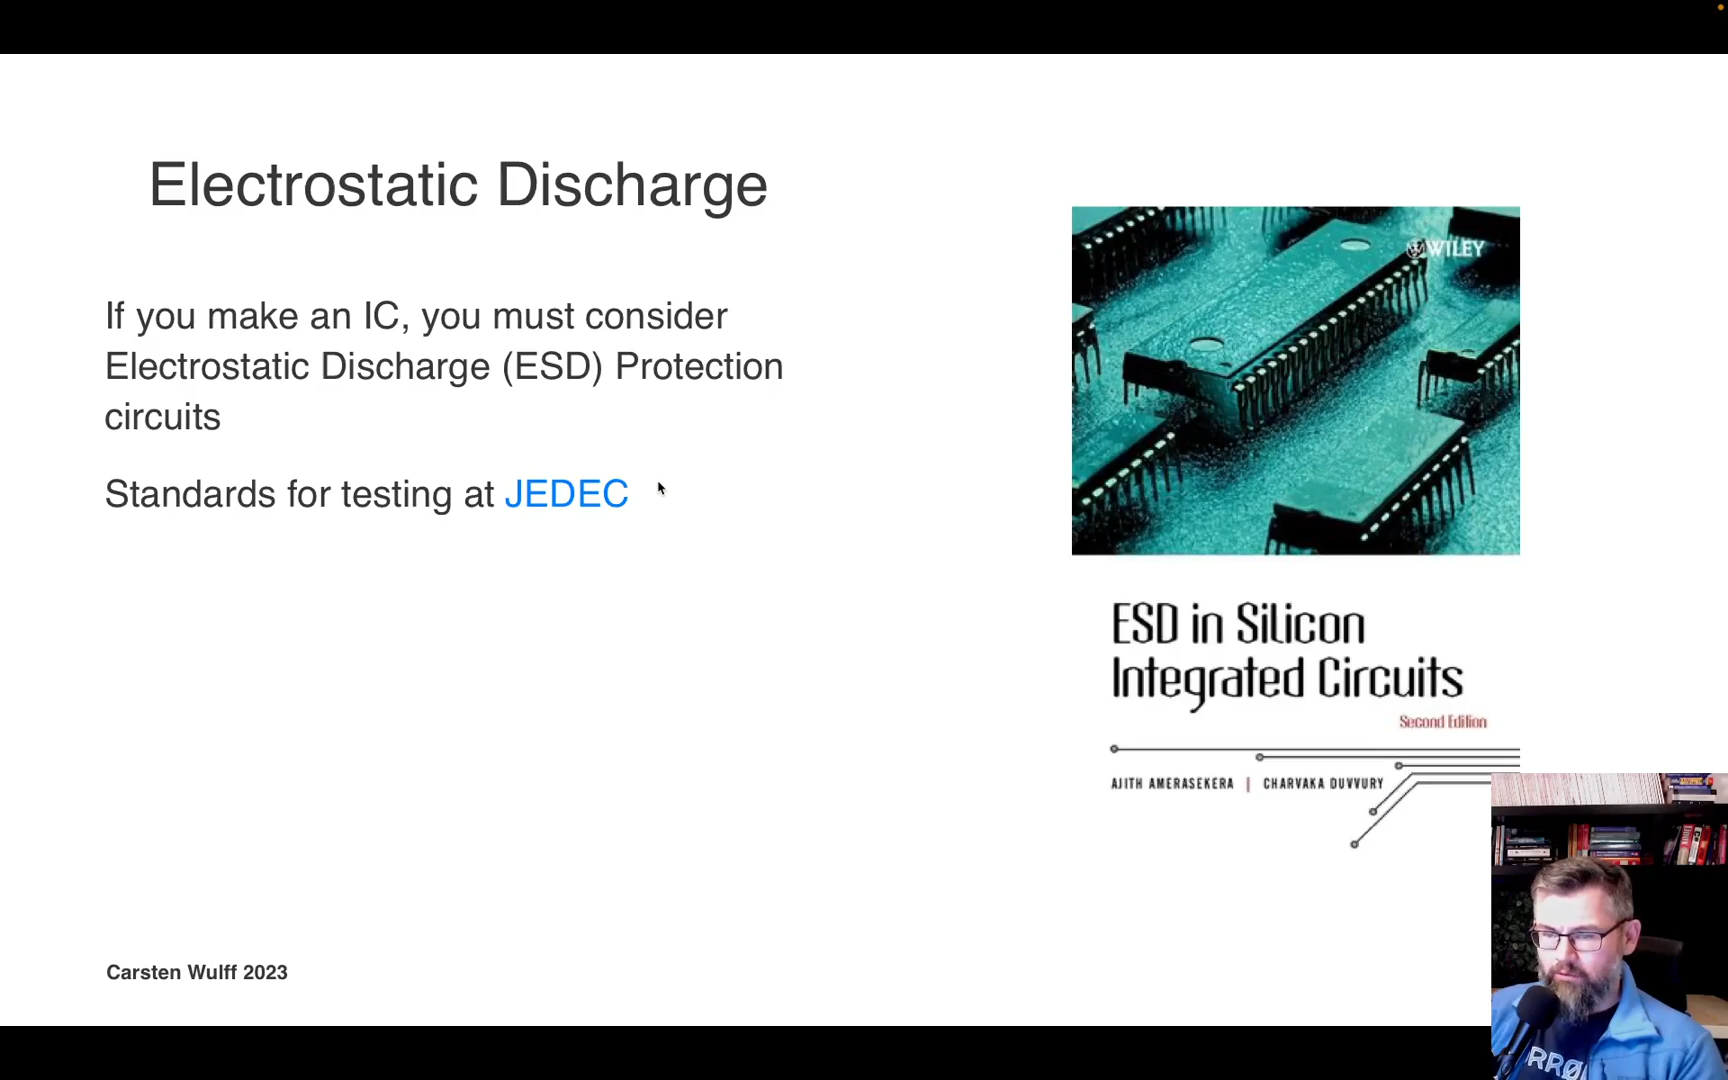 Electrostatic Discharge
If you make an IC, you must consider
Electrostatic Discharge (ESD) Protection
circuits
Standards for testing at JEDEC
WILEY
ESD in Silicon
Integrated Circuits
Second Edition
AJITH AMERASEKERA | CHARVAKA DUVVURY
Carsten Wulff 2023
RRØ